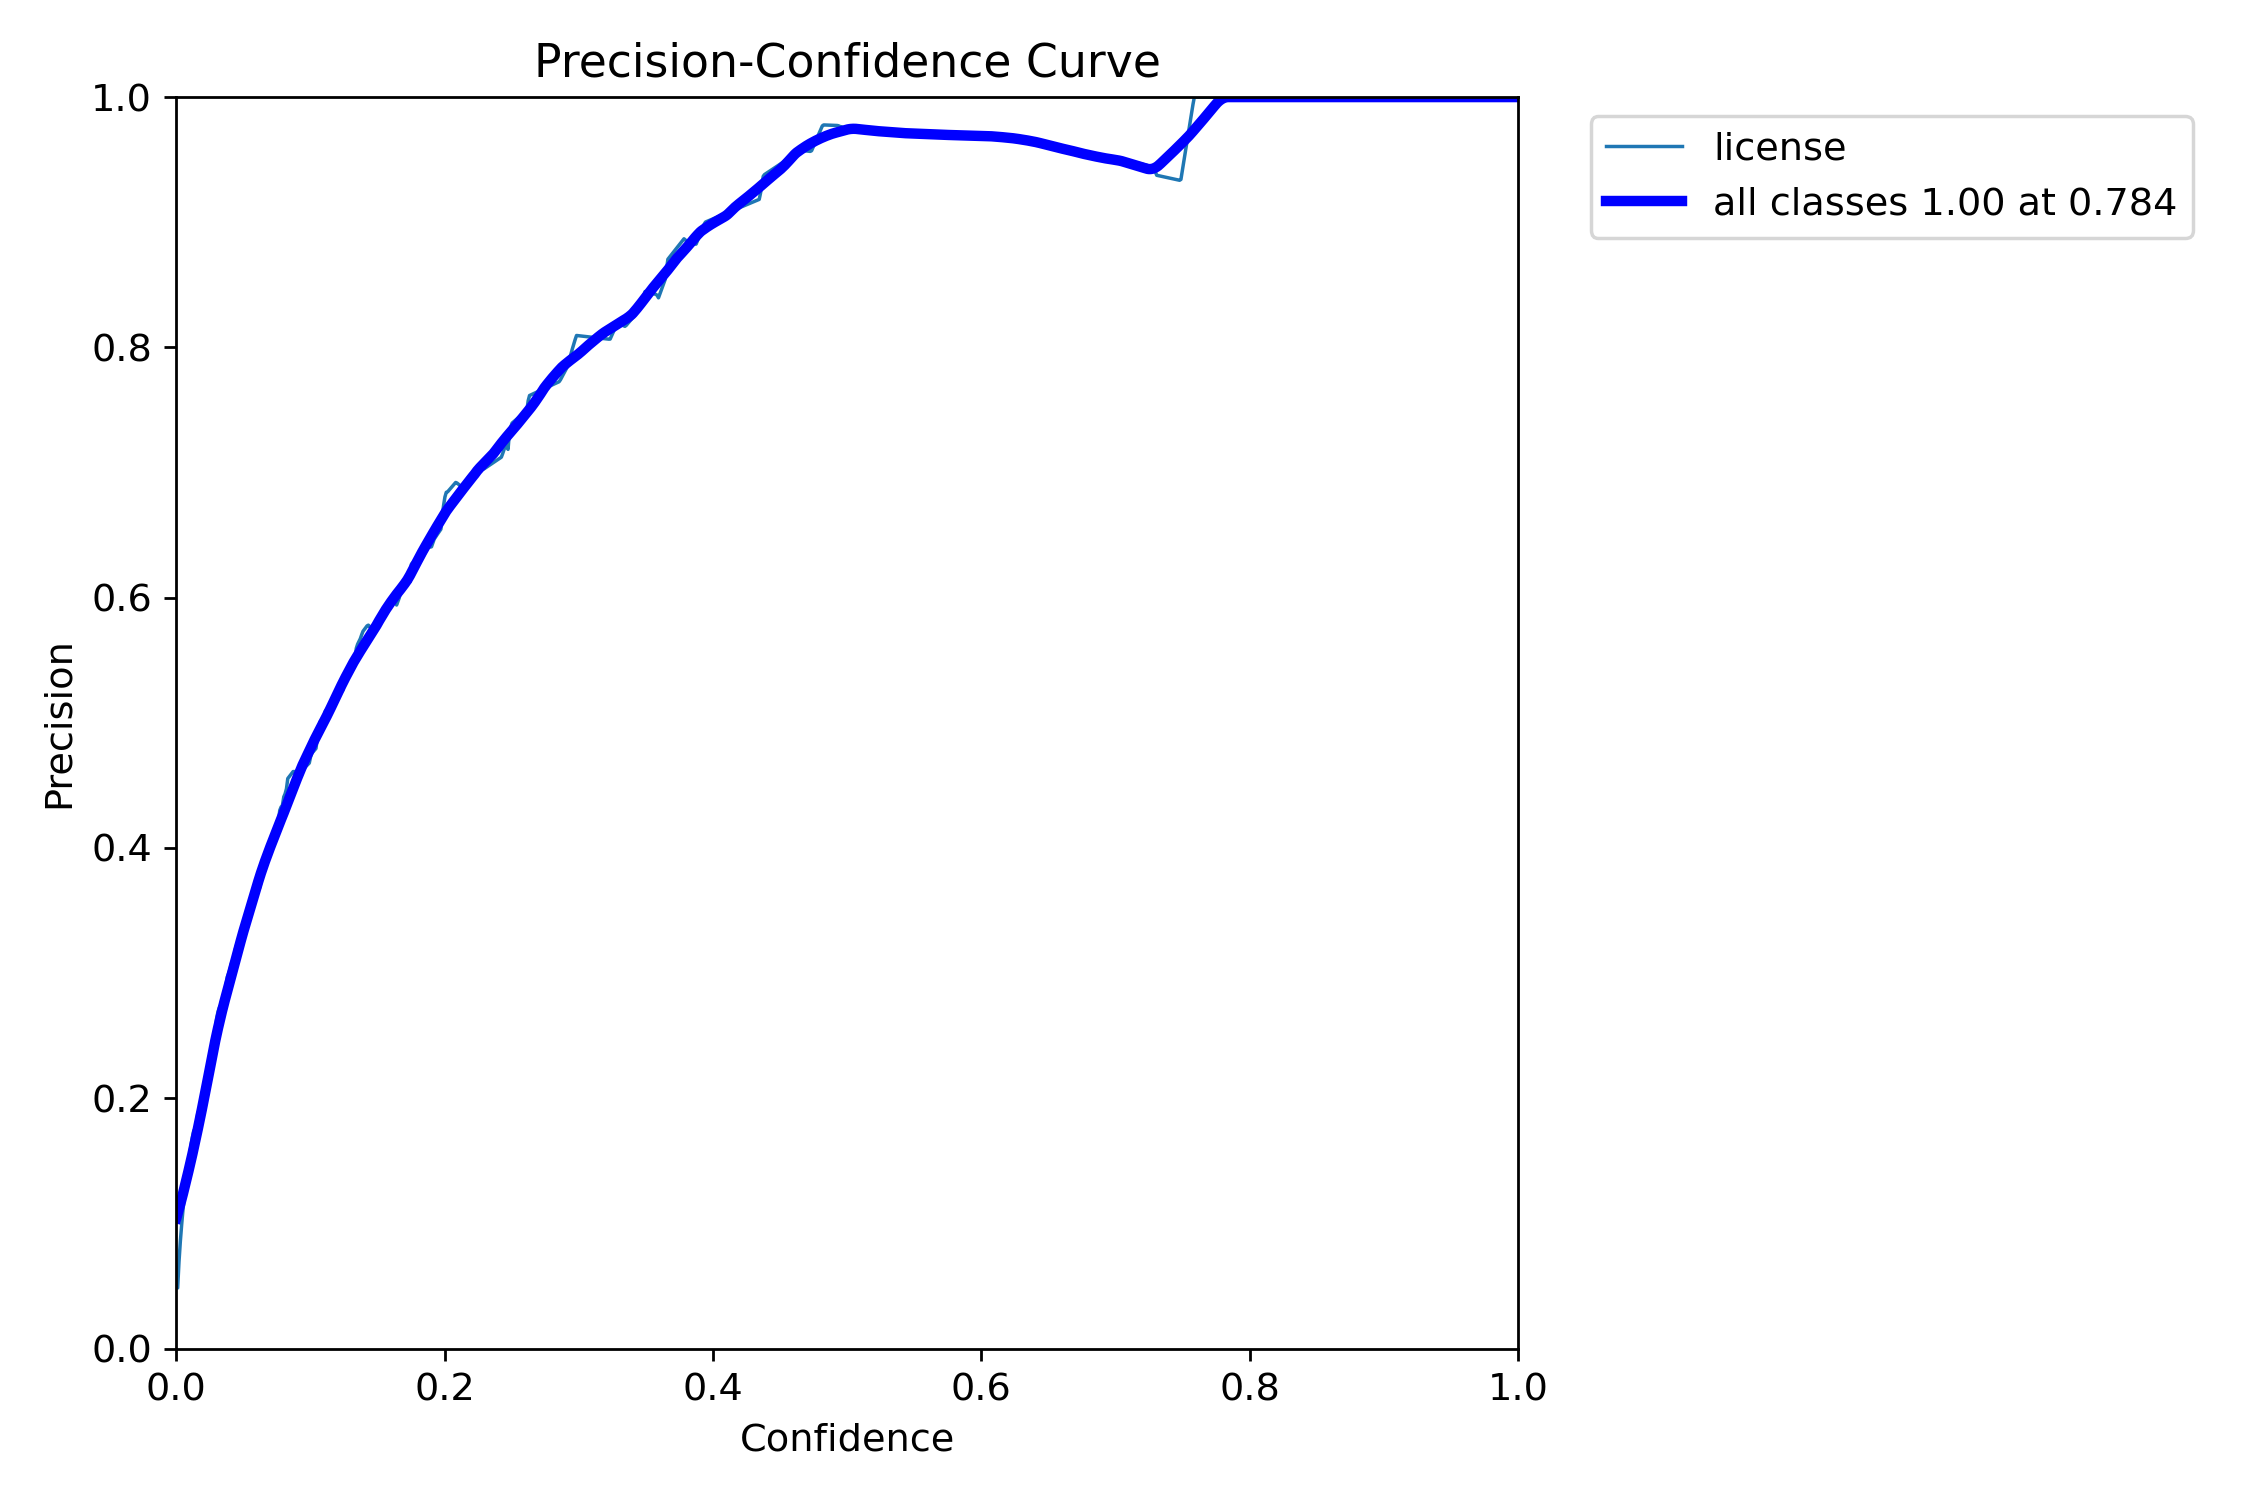 Precision-Confidence Curve
1.0
0.8
0.6
0.4
0.2
0.0
Precision
0.0 0.2 0.4 0.6 0.8 1.0
Confidence
license
all classes 1.00 at 0.784